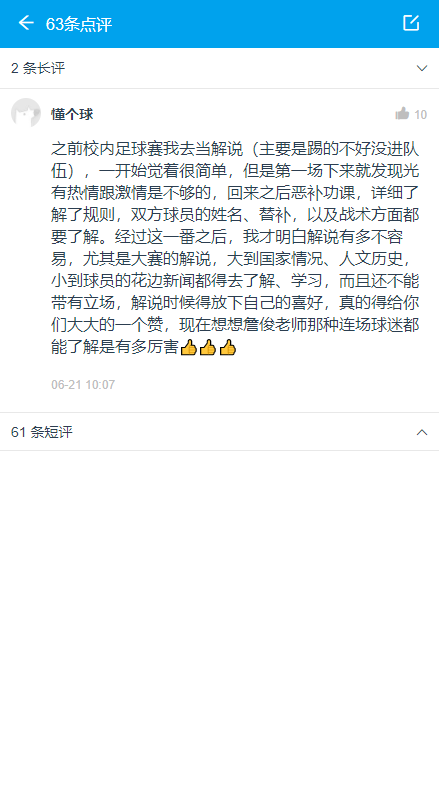 63条点评
2 条长评
懂个球
10
之前校内足球赛我去当解说（主要是踢的不好没进队
伍），一开始觉着很简单，但是第一场下来就发现光
有热情跟激情是不够的，回来之后恶补功课，详细了
解了规则，双方球员的姓名、替补，以及战术方面都
要了解。经过这一番之后，我才明白解说有多不容
易，尤其是大赛的解说，大到国家情况、人文历史，
小到球员的花边新闻都得去了解、学习，而且还不能
带有立场，解说时候得放下自己的喜好，真的得给你
们大大的一个赞，现在想想詹俊老师那种连场球迷都
能了解是有多厉害👍👍👍
06-21 10:07
61 条短评